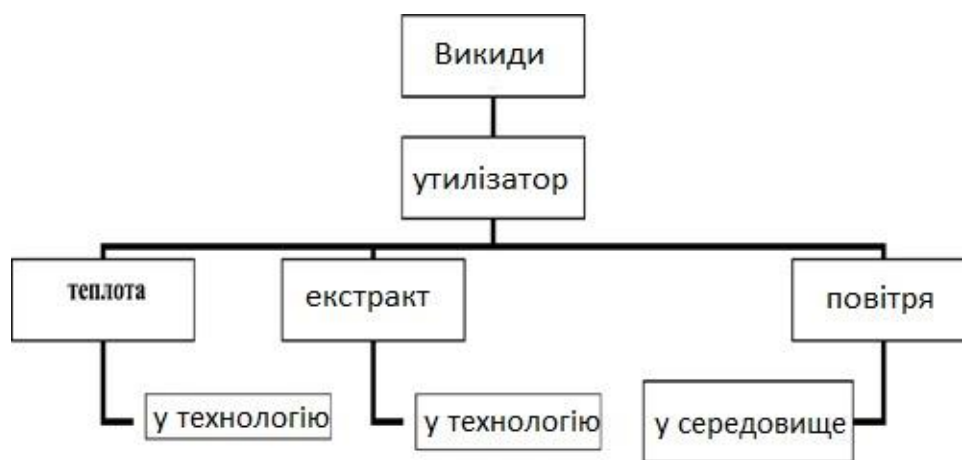 Викиди
утилізатор
теплота
екстракт
повітря
у технологію
у технологію
у середовище